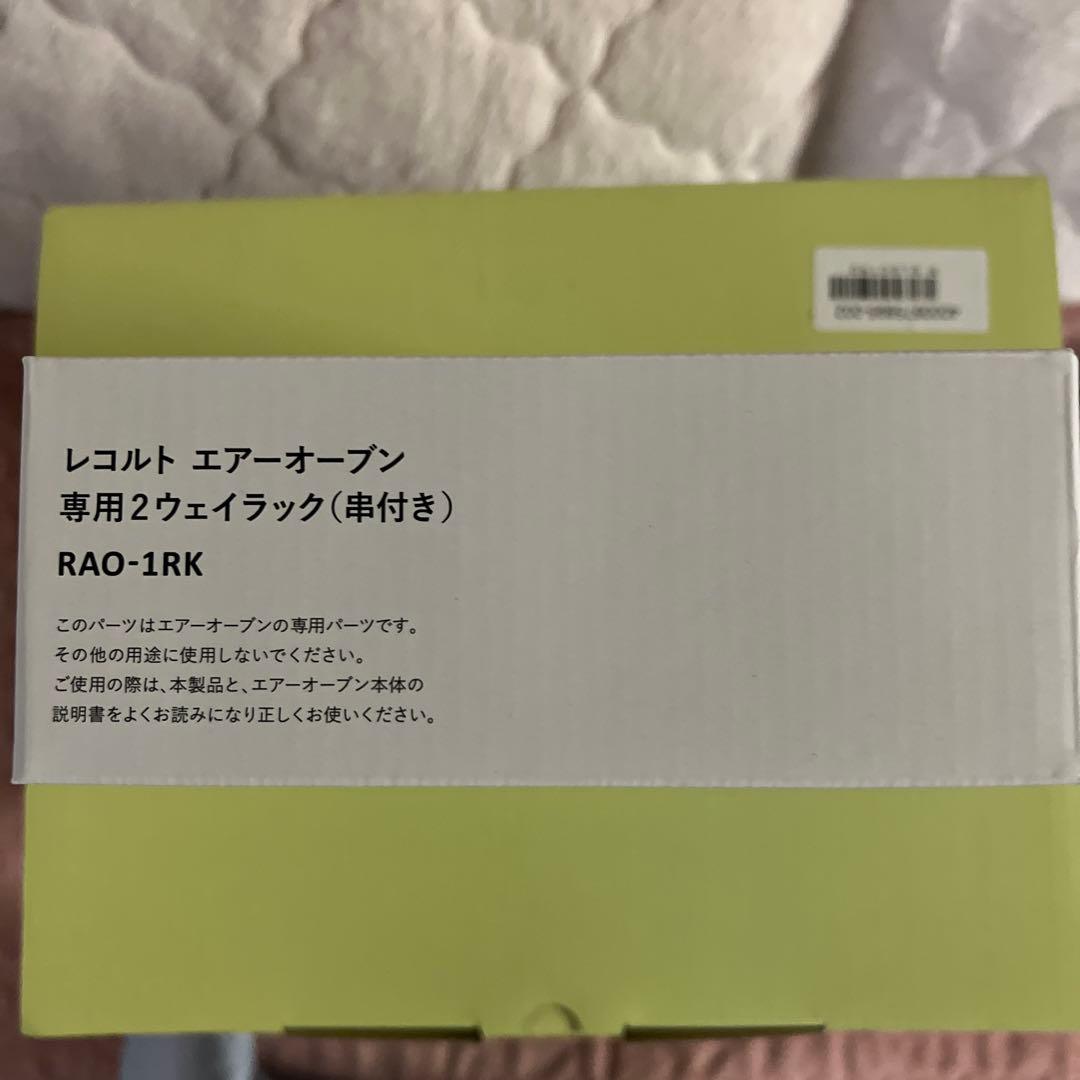 レコルト エアーオーブン
専用2ウェイラック(串付き)
RAO-1RK
このパーツはエアーオーブンの専用パーツです。
その他の用途に使用しないでください。
ご使用の際は、本製品と、エアーオーブン本体の
説明書をよくお読みになり正しくお使いください。